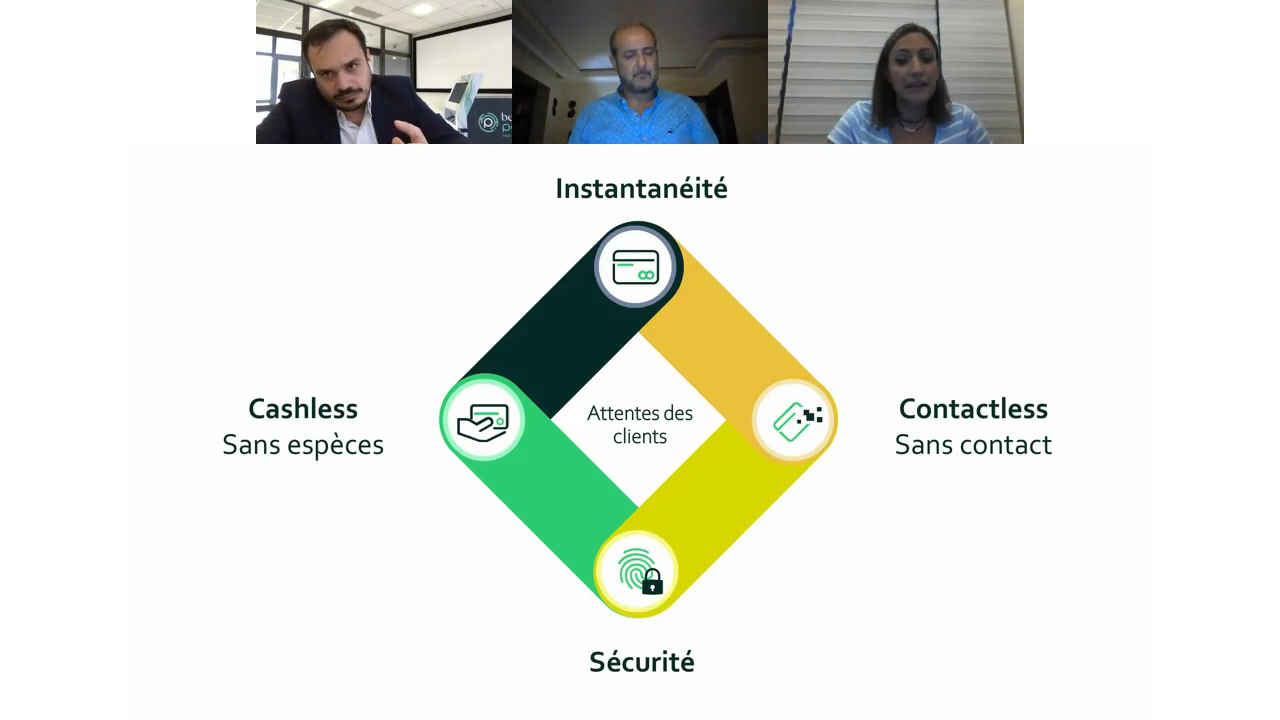 Instantanéité
Cashless
Sans espèces
Attentes des
clients
Contactless
Sans contact
Sécurité